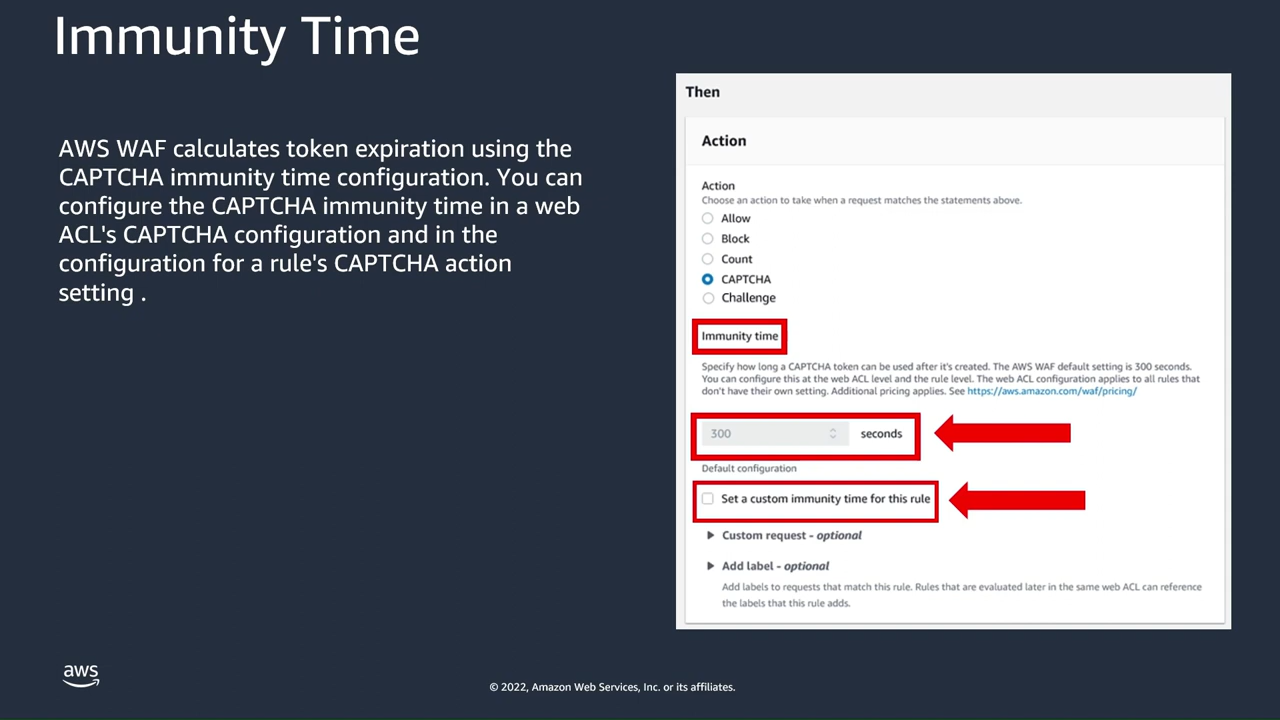 Immunity Time
AWS WAF calculates token expiration using the
CAPTCHA immunity time configuration. You can
configure the CAPTCHA immunity time in a web
ACL's CAPTCHA configuration and in the
configuration for a rule's CAPTCHA action
setting .
Then
Action
Action
Choose an action to take when a request matches the statements above.
Allow
Block
Count
CAPTCHA
Challenge
Immunity time
Specify how long a CAPTCHA token can be used after it's created. The AWS WAF default setting is 300 seconds.
You can configure this at the web ACL level and the rule level. The web ACL configuration applies to all rules that
don't have their own setting. Additional pricing applies. See https://aws.amazon.com/waf/pricing/
300 seconds
Default configuration
Set a custom immunity time for this rule
Custom request - optional
Add label - optional
Add labels to requests that match this rule. Rules that are evaluated later in the same web ACL can reference
the labels that this rule adds.
aws
© 2022, Amazon Web Services, Inc. or its affiliates.